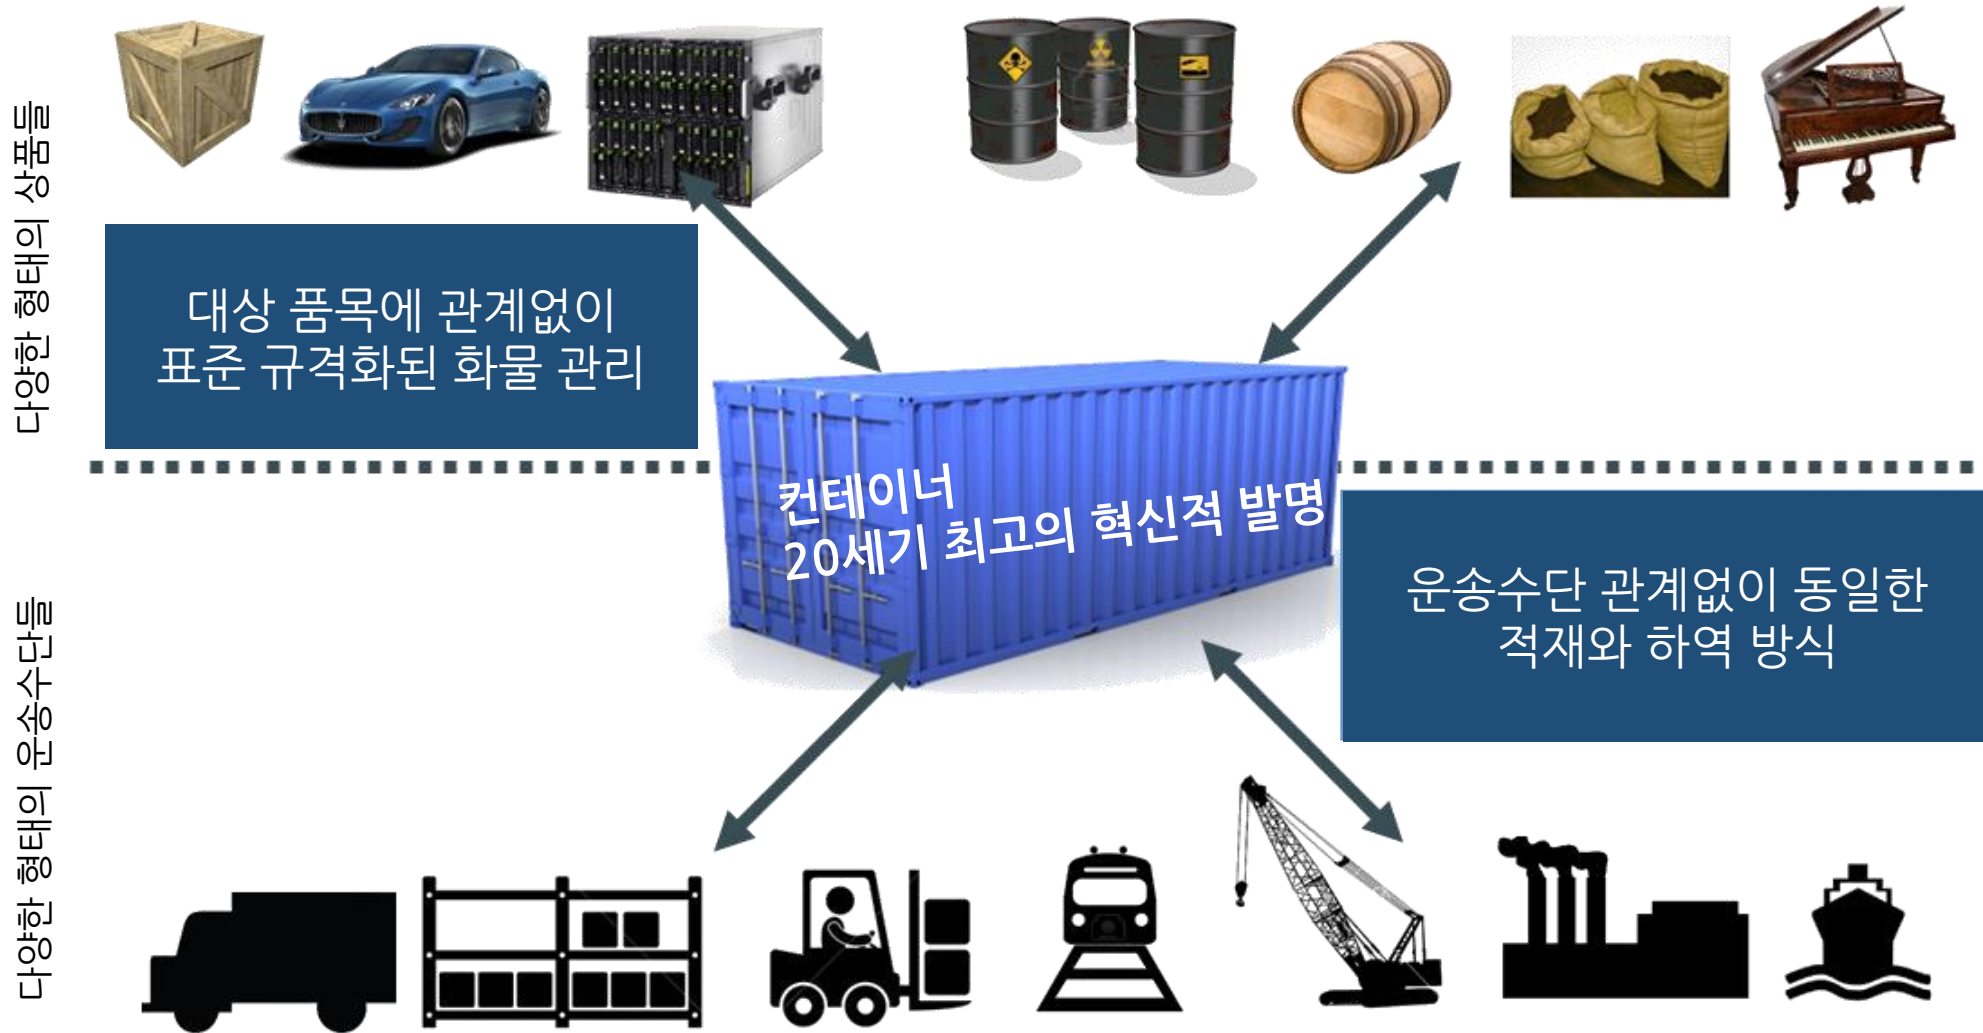 다양한 형태의 상품들
대상 품목에 관계없이
표준 규격화된 화물 관리
컨테이너
20세기 최고의 혁신적 발명
운송수단 관계없이 동일한
적재와 하역 방식
다양한 형태의 운송수단들